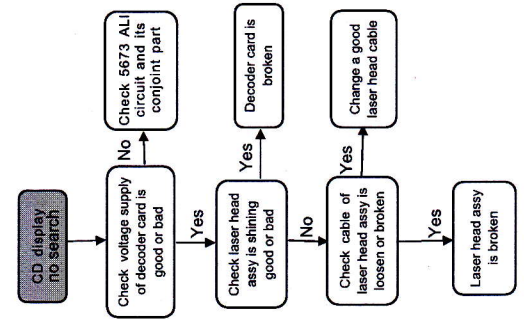 CD display
no search
Check voltage supply
of decoder card is
good or bad
No
Check 5673 ALI
circuit and its
conjoint part
Yes
Check laser head
assy is shining
good or bad
Yes
Decoder card is
broken
No
Check cable of
laser head assy is
loosen or broken
Yes
Change a good
laser head cable
Yes
Laser head assy
is broken